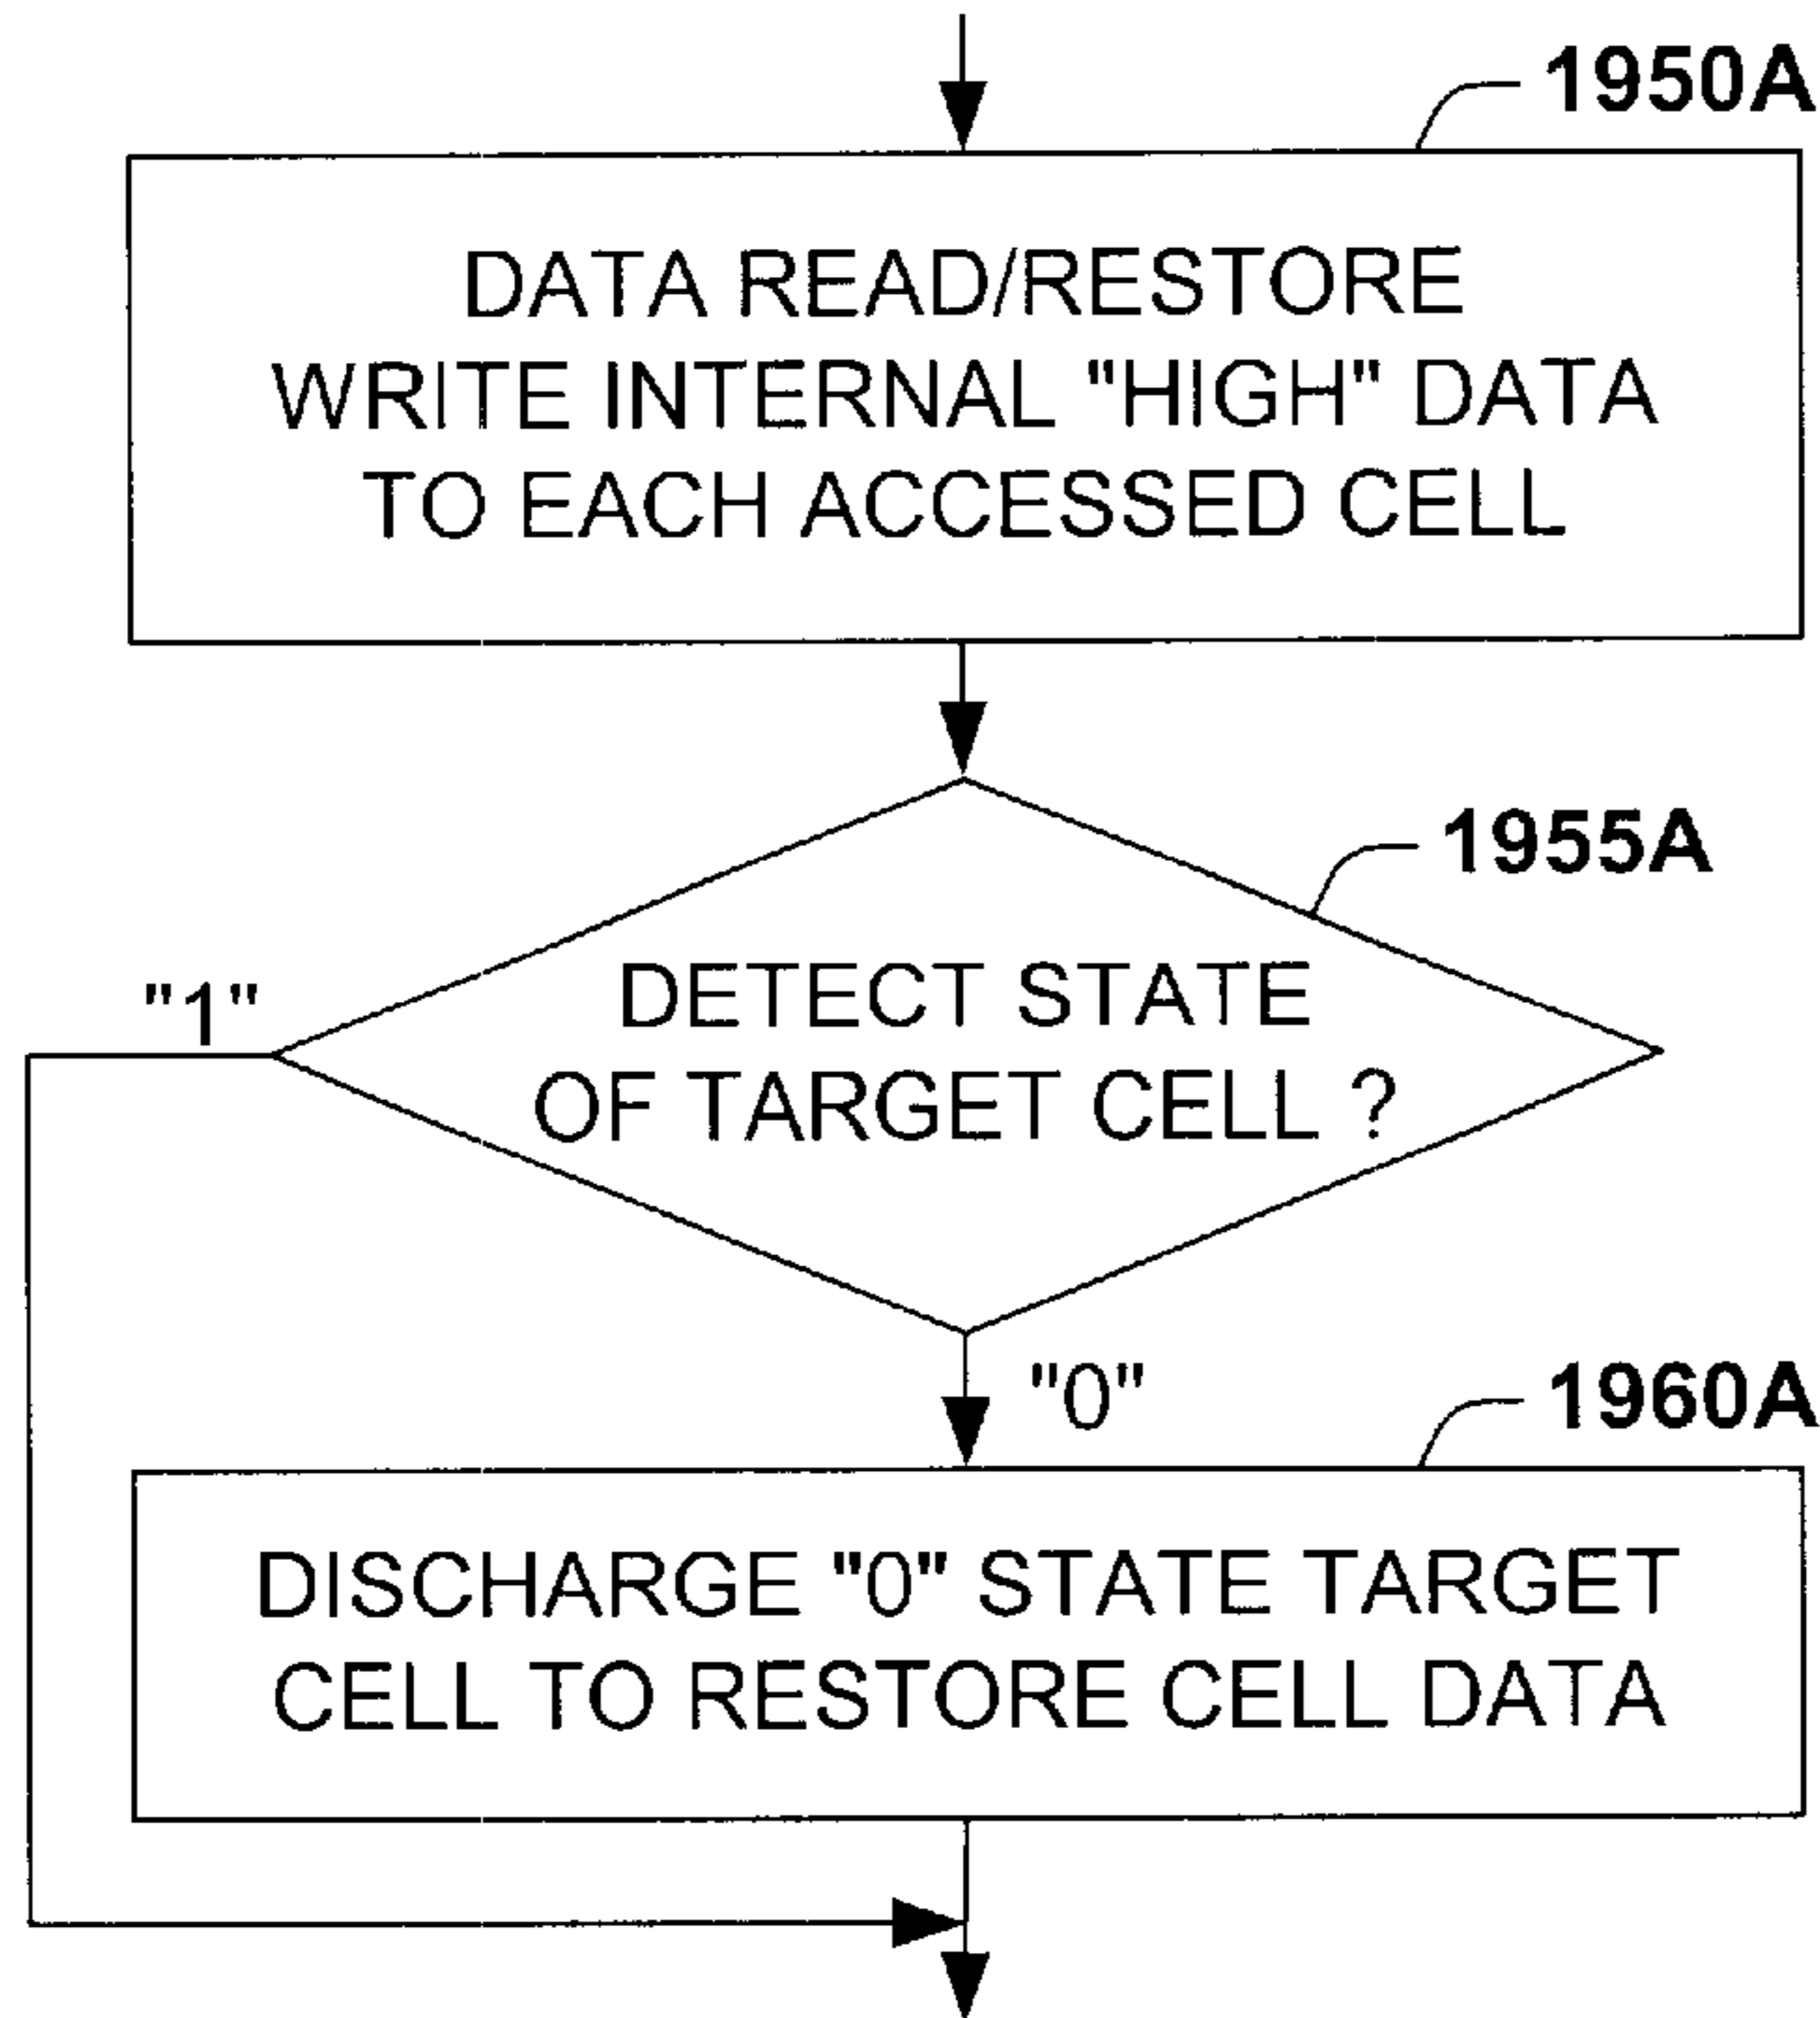 1950A
DATA READ/RESTORE
WRITE INTERNAL "HIGH" DATA
TO EACH ACCESSED CELL
1955A
DETECT STATE
OF TARGET CELL ?
"1"
"0"
1960A
DISCHARGE "0" STATE TARGET
CELL TO RESTORE CELL DATA